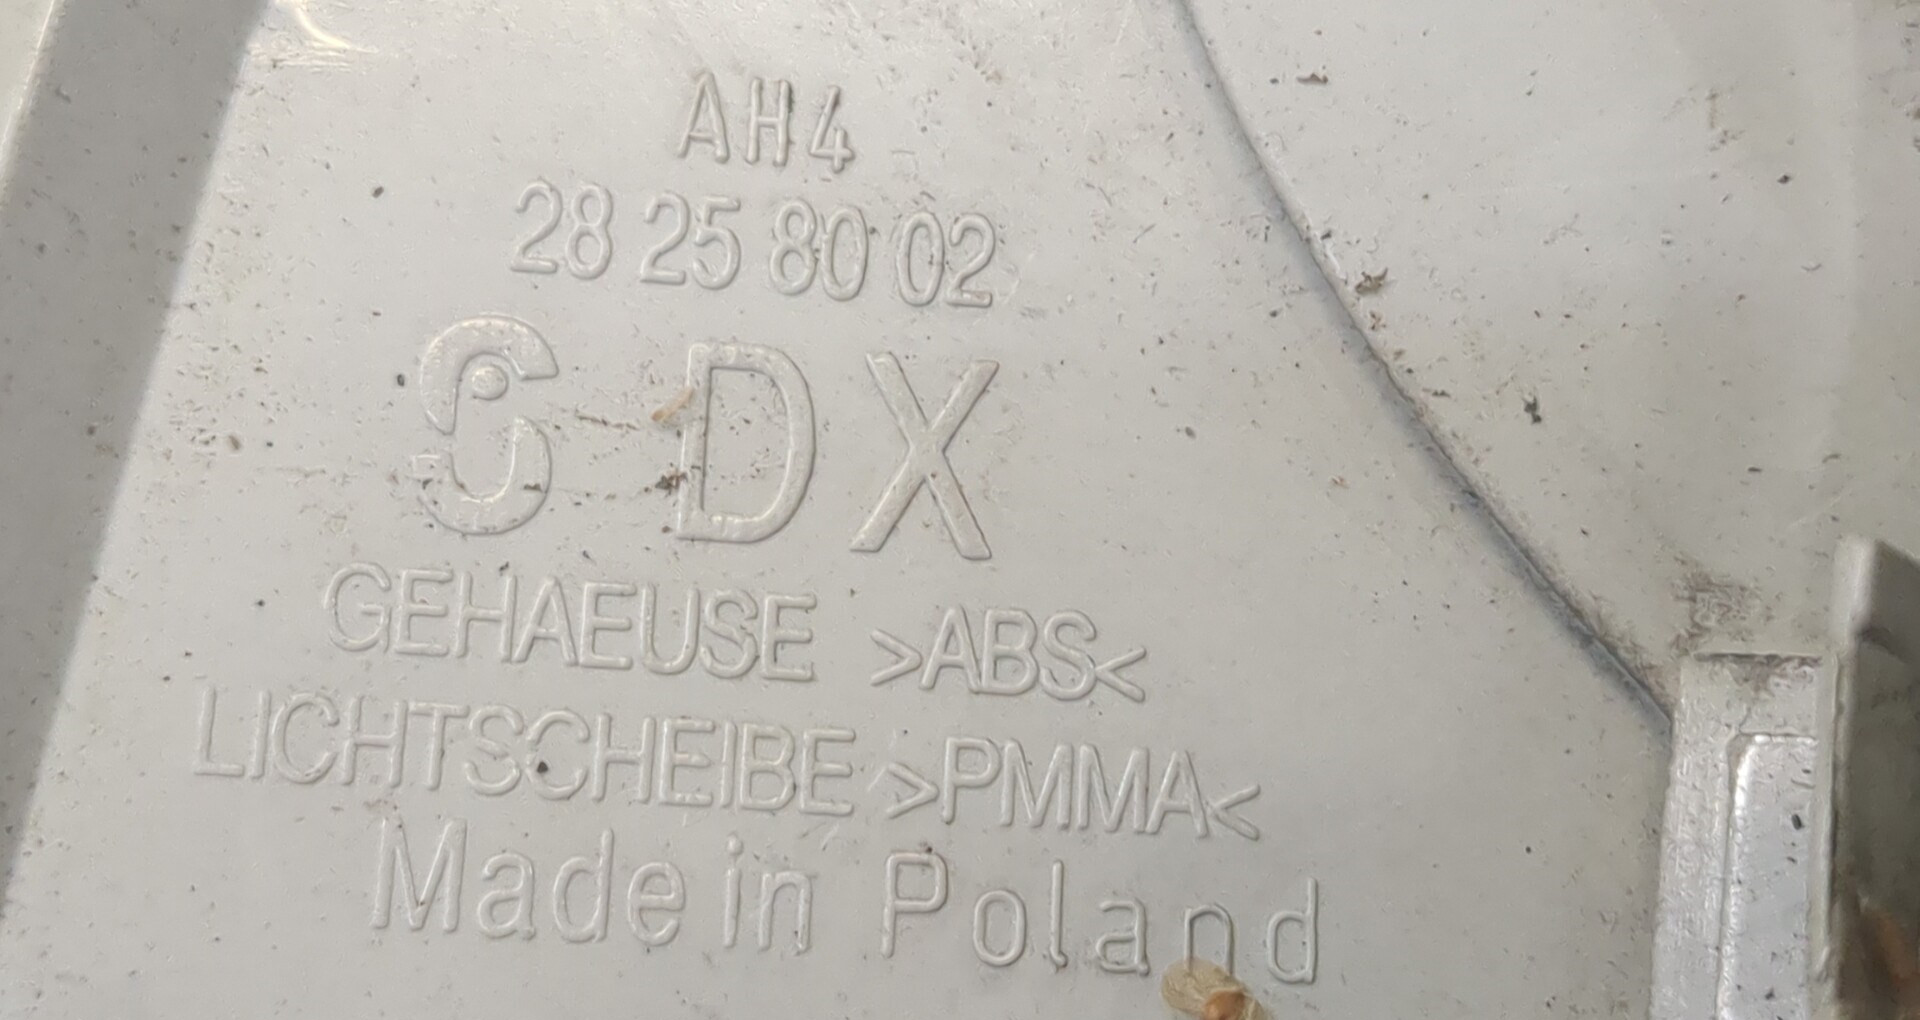 AH4
28 25 80 02
S DX
GEHAEUSE >ABS<
LICHTSCHEIBE >PMMA<
Made in Poland